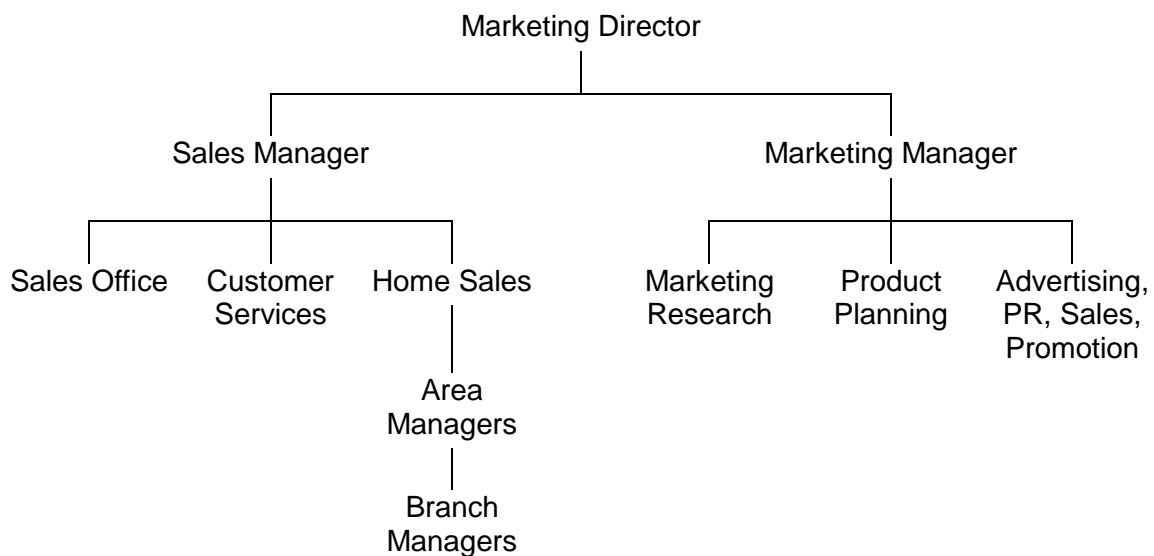 Marketing Director
Sales Manager
Marketing Manager
Sales Office
Customer
Services
Home Sales
Marketing
Research
Product
Planning
Advertising,
PR, Sales,
Promotion
Area
Managers
Branch
Managers